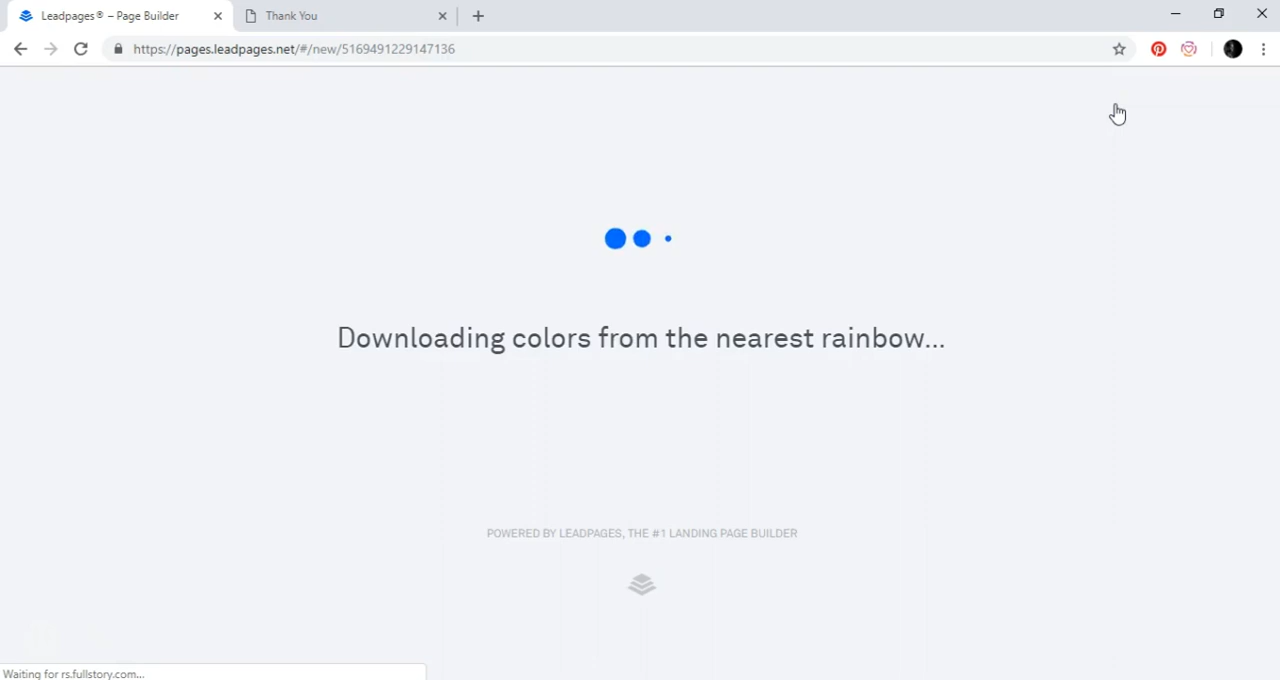 Leadpages® – Page Builder
Thank You
https://pages.leadpages.net/#/new/5169491229147136
Downloading colors from the nearest rainbow...
POWERED BY LEADPAGES, THE #1 LANDING PAGE BUILDER
Waiting for rs.fullstory.com...